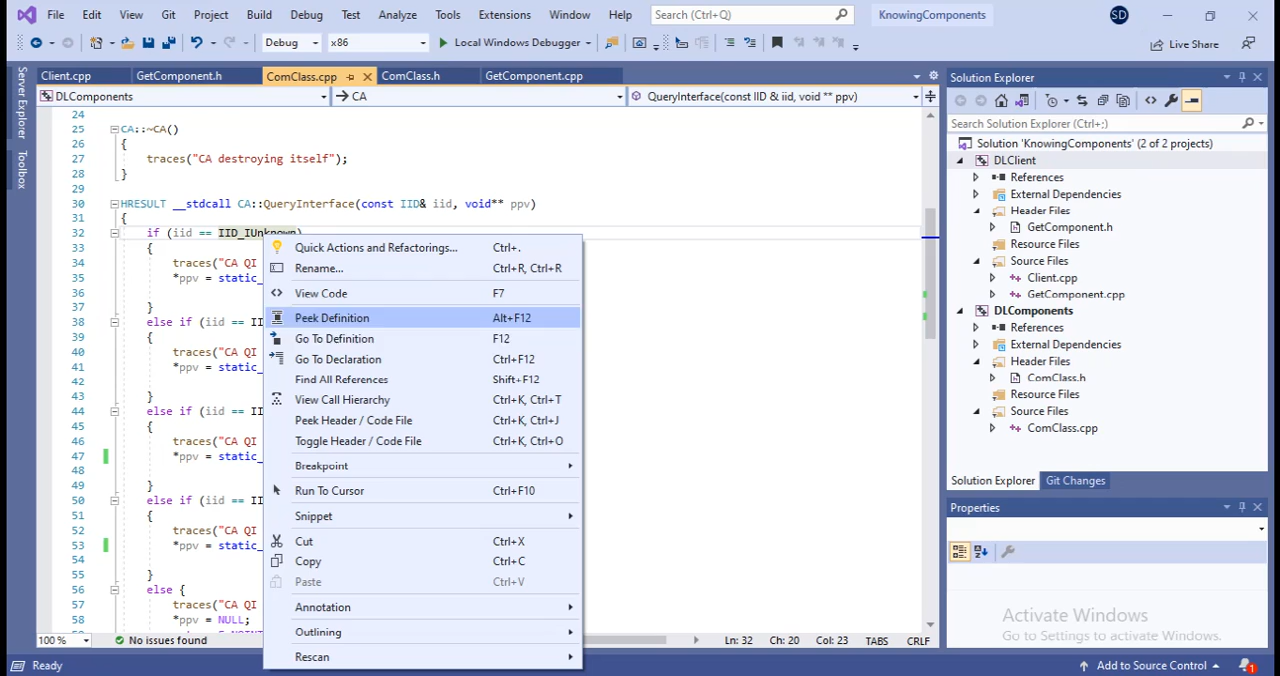 File Edit View Git Project Build Debug Test Analyze Tools Extensions Window Help Search (Ctrl+Q) KnowingComponents SD
Debug x86 Local Windows Debugger Live Share
Server Explorer
Toolbox
Client.cpp GetComponent.h ComClass.cpp ComClass.h GetComponent.cpp
DLComponents CA QueryInterface(const IID & iid, void ** ppv)
24
25 CA::~CA()
26 {
27 traces("CA destroying itself");
28 }
29
30 HRESULT __stdcall CA::QueryInterface(const IID& iid, void** ppv)
31 {
32 if (iid == IID_IUnknown)
33 {
34 traces("CA QI
35 *ppv = static_
36
37 }
38 else if (iid == II
39 {
40 traces("CA QI
41 *ppv = static_
42
43 }
44 else if (iid == II
45 {
46 traces("CA QI
47 *ppv = static_
48
49 }
50 else if (iid == II
51 {
52 traces("CA QI
53 *ppv = static_
54
55 }
56 else {
57 traces("CA QI
58 *ppv = NULL;
Quick Actions and Refactorings... Ctrl+.
Rename... Ctrl+R, Ctrl+R
View Code F7
Peek Definition Alt+F12
Go To Definition F12
Go To Declaration Ctrl+F12
Find All References Shift+F12
View Call Hierarchy Ctrl+K, Ctrl+T
Peek Header / Code File Ctrl+K, Ctrl+J
Toggle Header / Code File Ctrl+K, Ctrl+O
Breakpoint
Run To Cursor Ctrl+F10
Snippet
Cut Ctrl+X
Copy Ctrl+C
Paste Ctrl+V
Annotation
Outlining
Rescan
100 % No issues found Ln: 32 Ch: 20 Col: 23 TABS CRLF
Solution Explorer
Search Solution Explorer (Ctrl+;)
Solution 'KnowingComponents' (2 of 2 projects)
DLClient
References
External Dependencies
Header Files
GetComponent.h
Resource Files
Source Files
Client.cpp
GetComponent.cpp
DLComponents
References
External Dependencies
Header Files
ComClass.h
Resource Files
Source Files
ComClass.cpp
Solution Explorer Git Changes
Properties
Activate Windows
Go to Settings to activate Windows.
Ready Add to Source Control 1